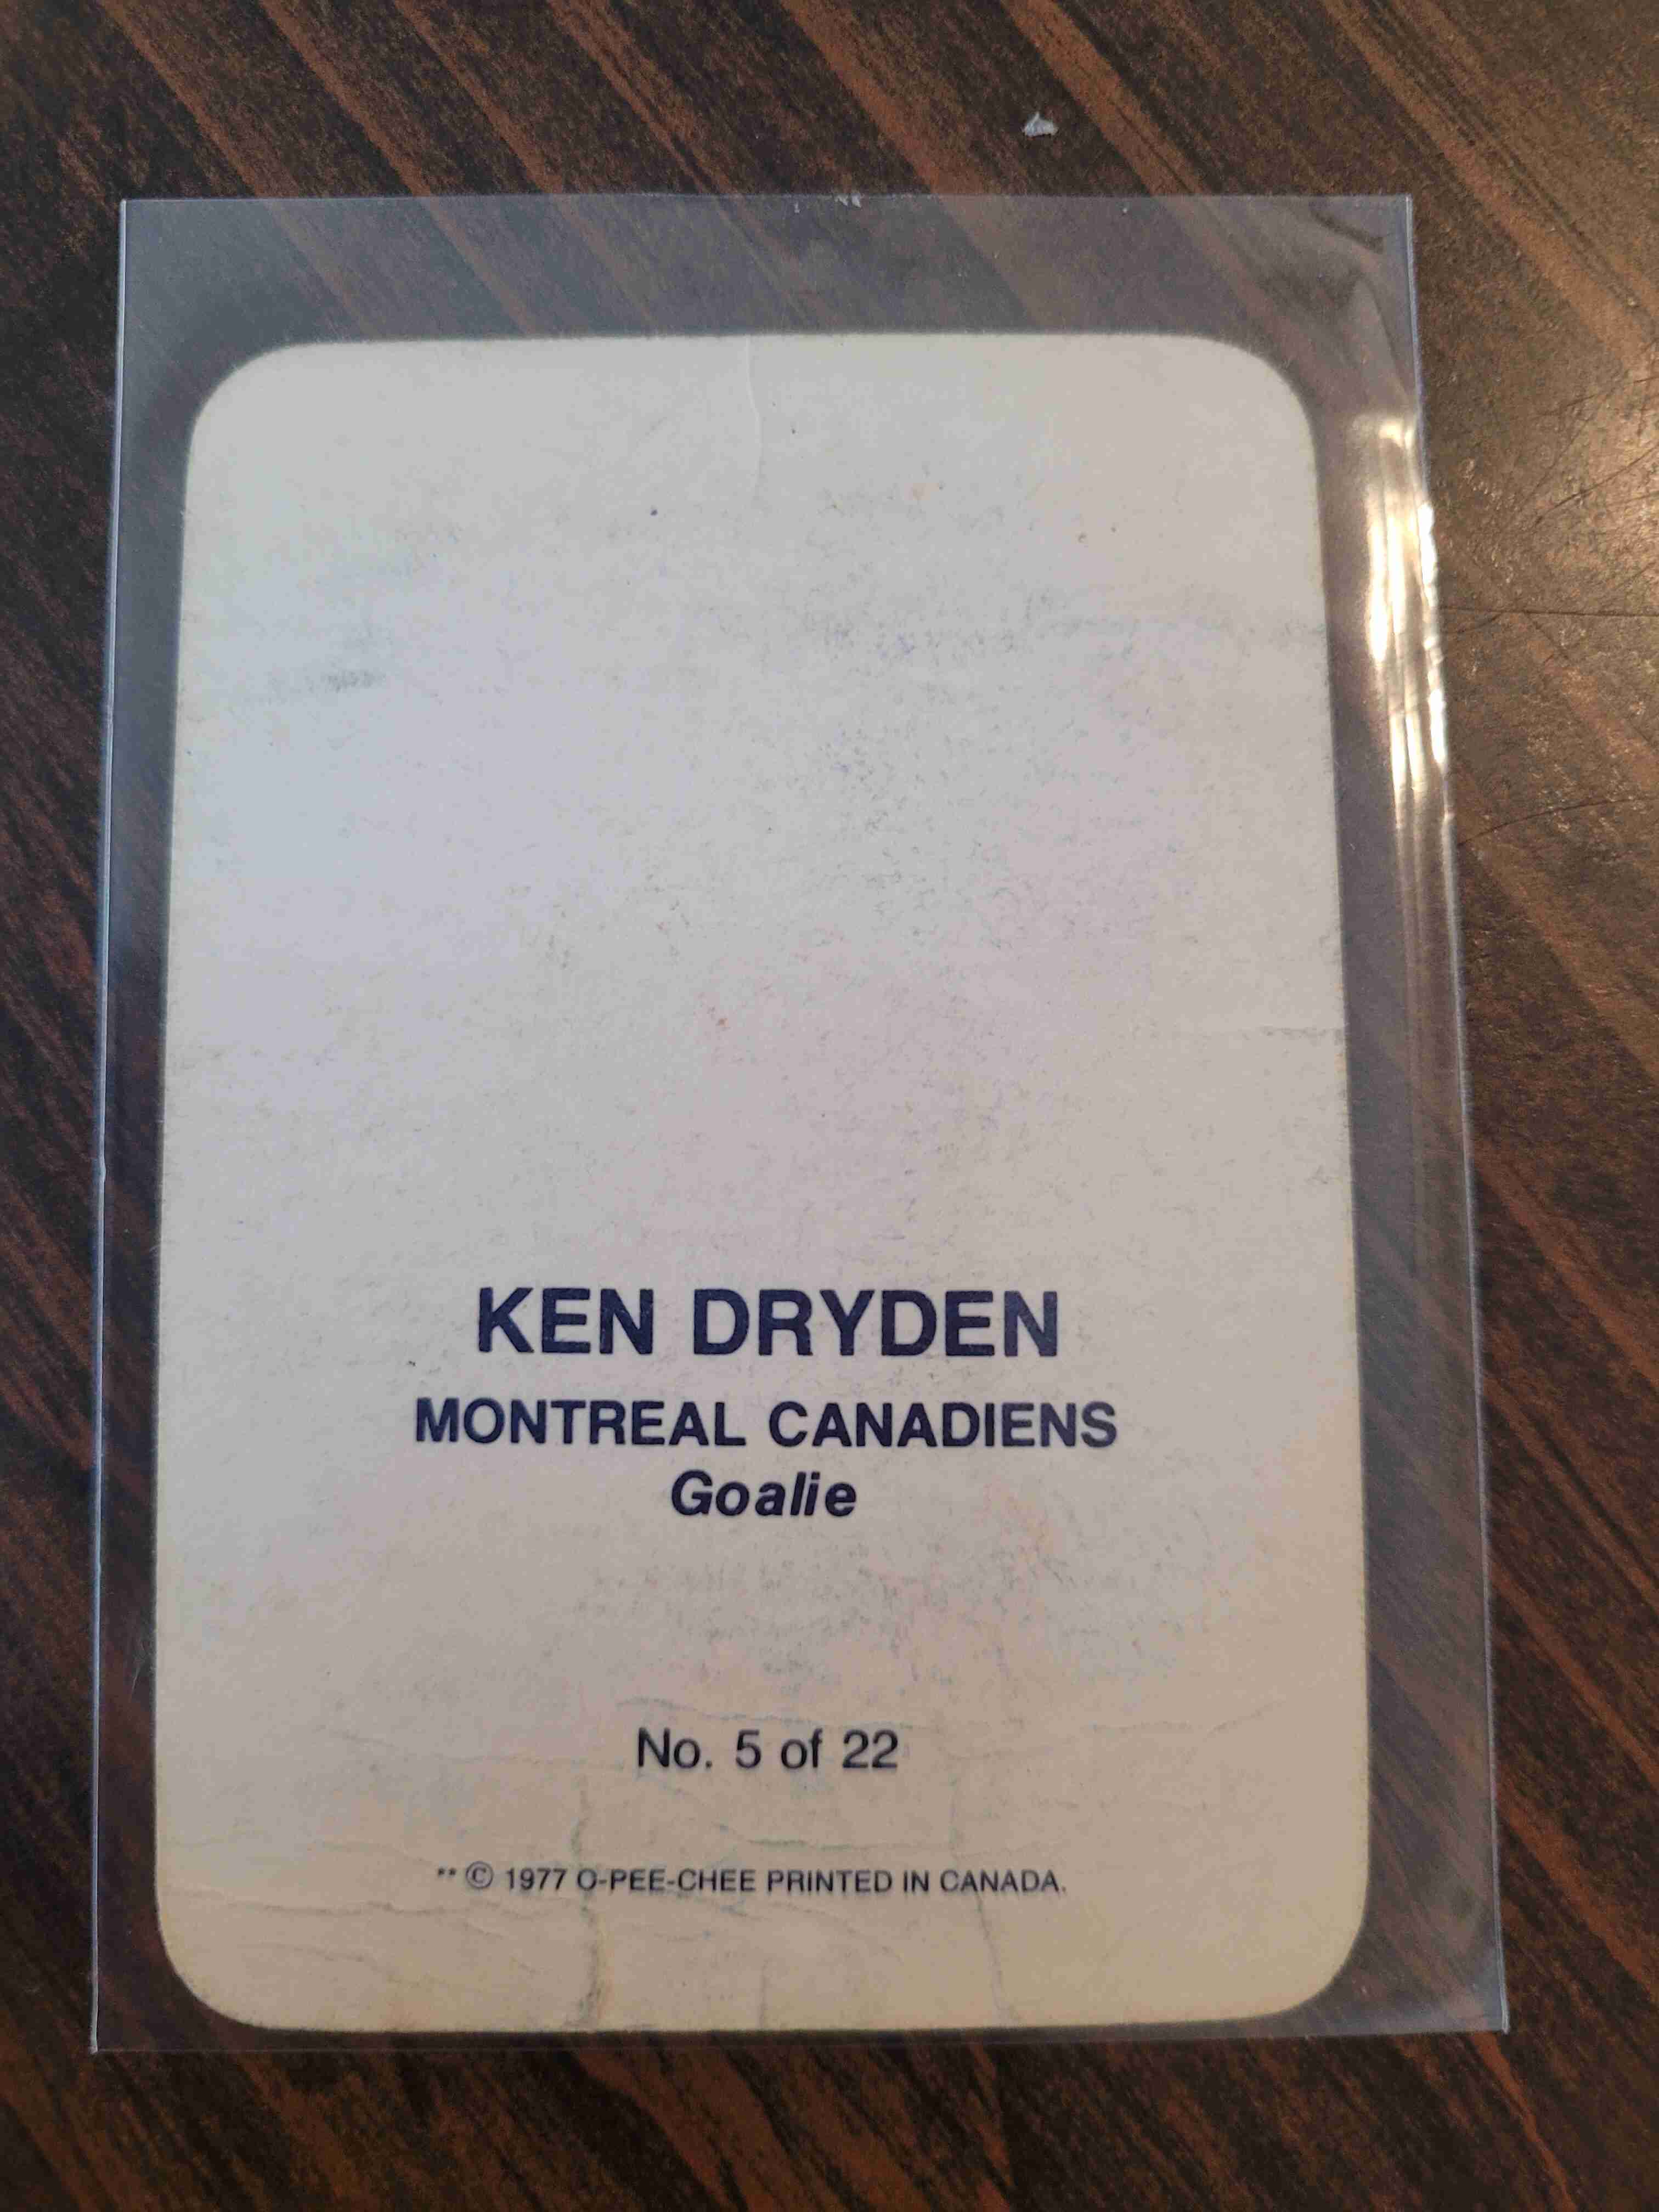 KEN DRYDEN
MONTREAL CANADIENS
Goalie
No. 5 of 22
** © 1977 O-PEE-CHEE PRINTED IN CANADA.